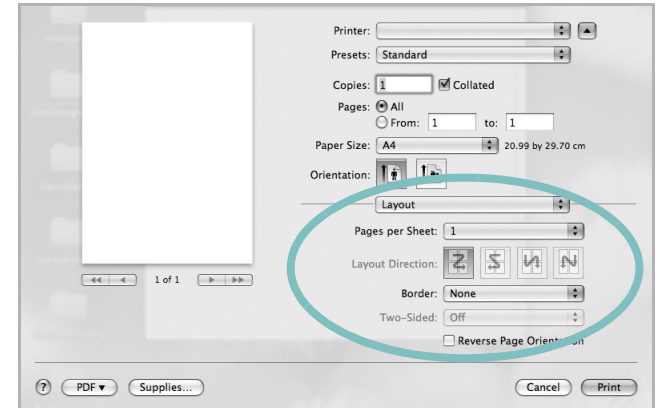 Printer:
Presets: Standard
Copies: 1 Collated
Pages: All
From: 1 to: 1
Paper Size: A4 20.99 by 29.70 cm
Orientation:
Layout
Pages per Sheet: 1
Layout Direction:
1 of 1
Border: None
Two-Sided: Off
Reverse Page Orientation
? PDF Supplies... Cancel Print